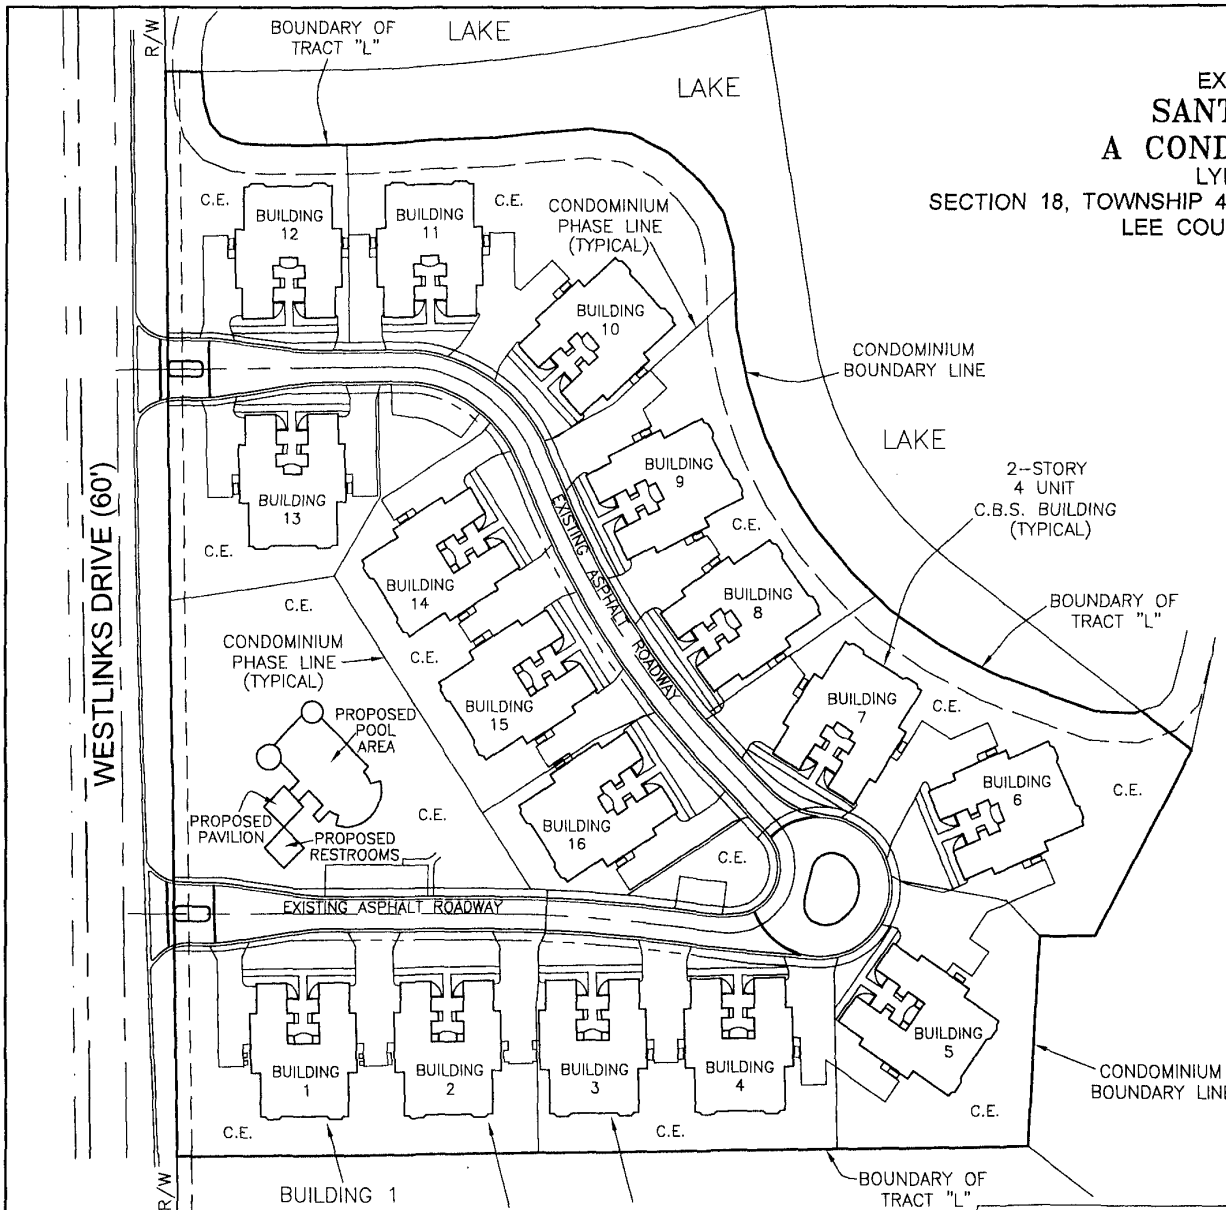 R/W
BOUNDARY OF
TRACT "L"
LAKE
LAKE
EX
SANT
A COND
LY
SECTION 18, TOWNSHIP 4
LEE COU
C.E.
BUILDING
12
BUILDING
11
C.E.
CONDOMINIUM
PHASE LINE
(TYPICAL)
BUILDING
10
CONDOMINIUM
BOUNDARY LINE
LAKE
BUILDING
9
2-STORY
4 UNIT
C.B.S. BUILDING
(TYPICAL)
BUILDING
13
C.E.
C.E.
EXISTING ASPHALT ROADWAY
WESTLINKS DRIVE (60')
BUILDING
14
C.E.
BUILDING
8
BOUNDARY OF
TRACT "L"
CONDOMINIUM
PHASE LINE
(TYPICAL)
C.E.
BUILDING
15
BUILDING
7
C.E.
PROPOSED
POOL
AREA
BUILDING
6
C.E.
PROPOSED
PAVILION
PROPOSED
RESTROOMS
C.E.
BUILDING
16
C.E.
EXISTING ASPHALT ROADWAY
BUILDING
1
BUILDING
2
BUILDING
3
BUILDING
4
BUILDING
5
CONDOMINIUM
BOUNDARY LINE
C.E.
C.E.
C.E.
R/W
BUILDING 1
BOUNDARY OF
TRACT "L"